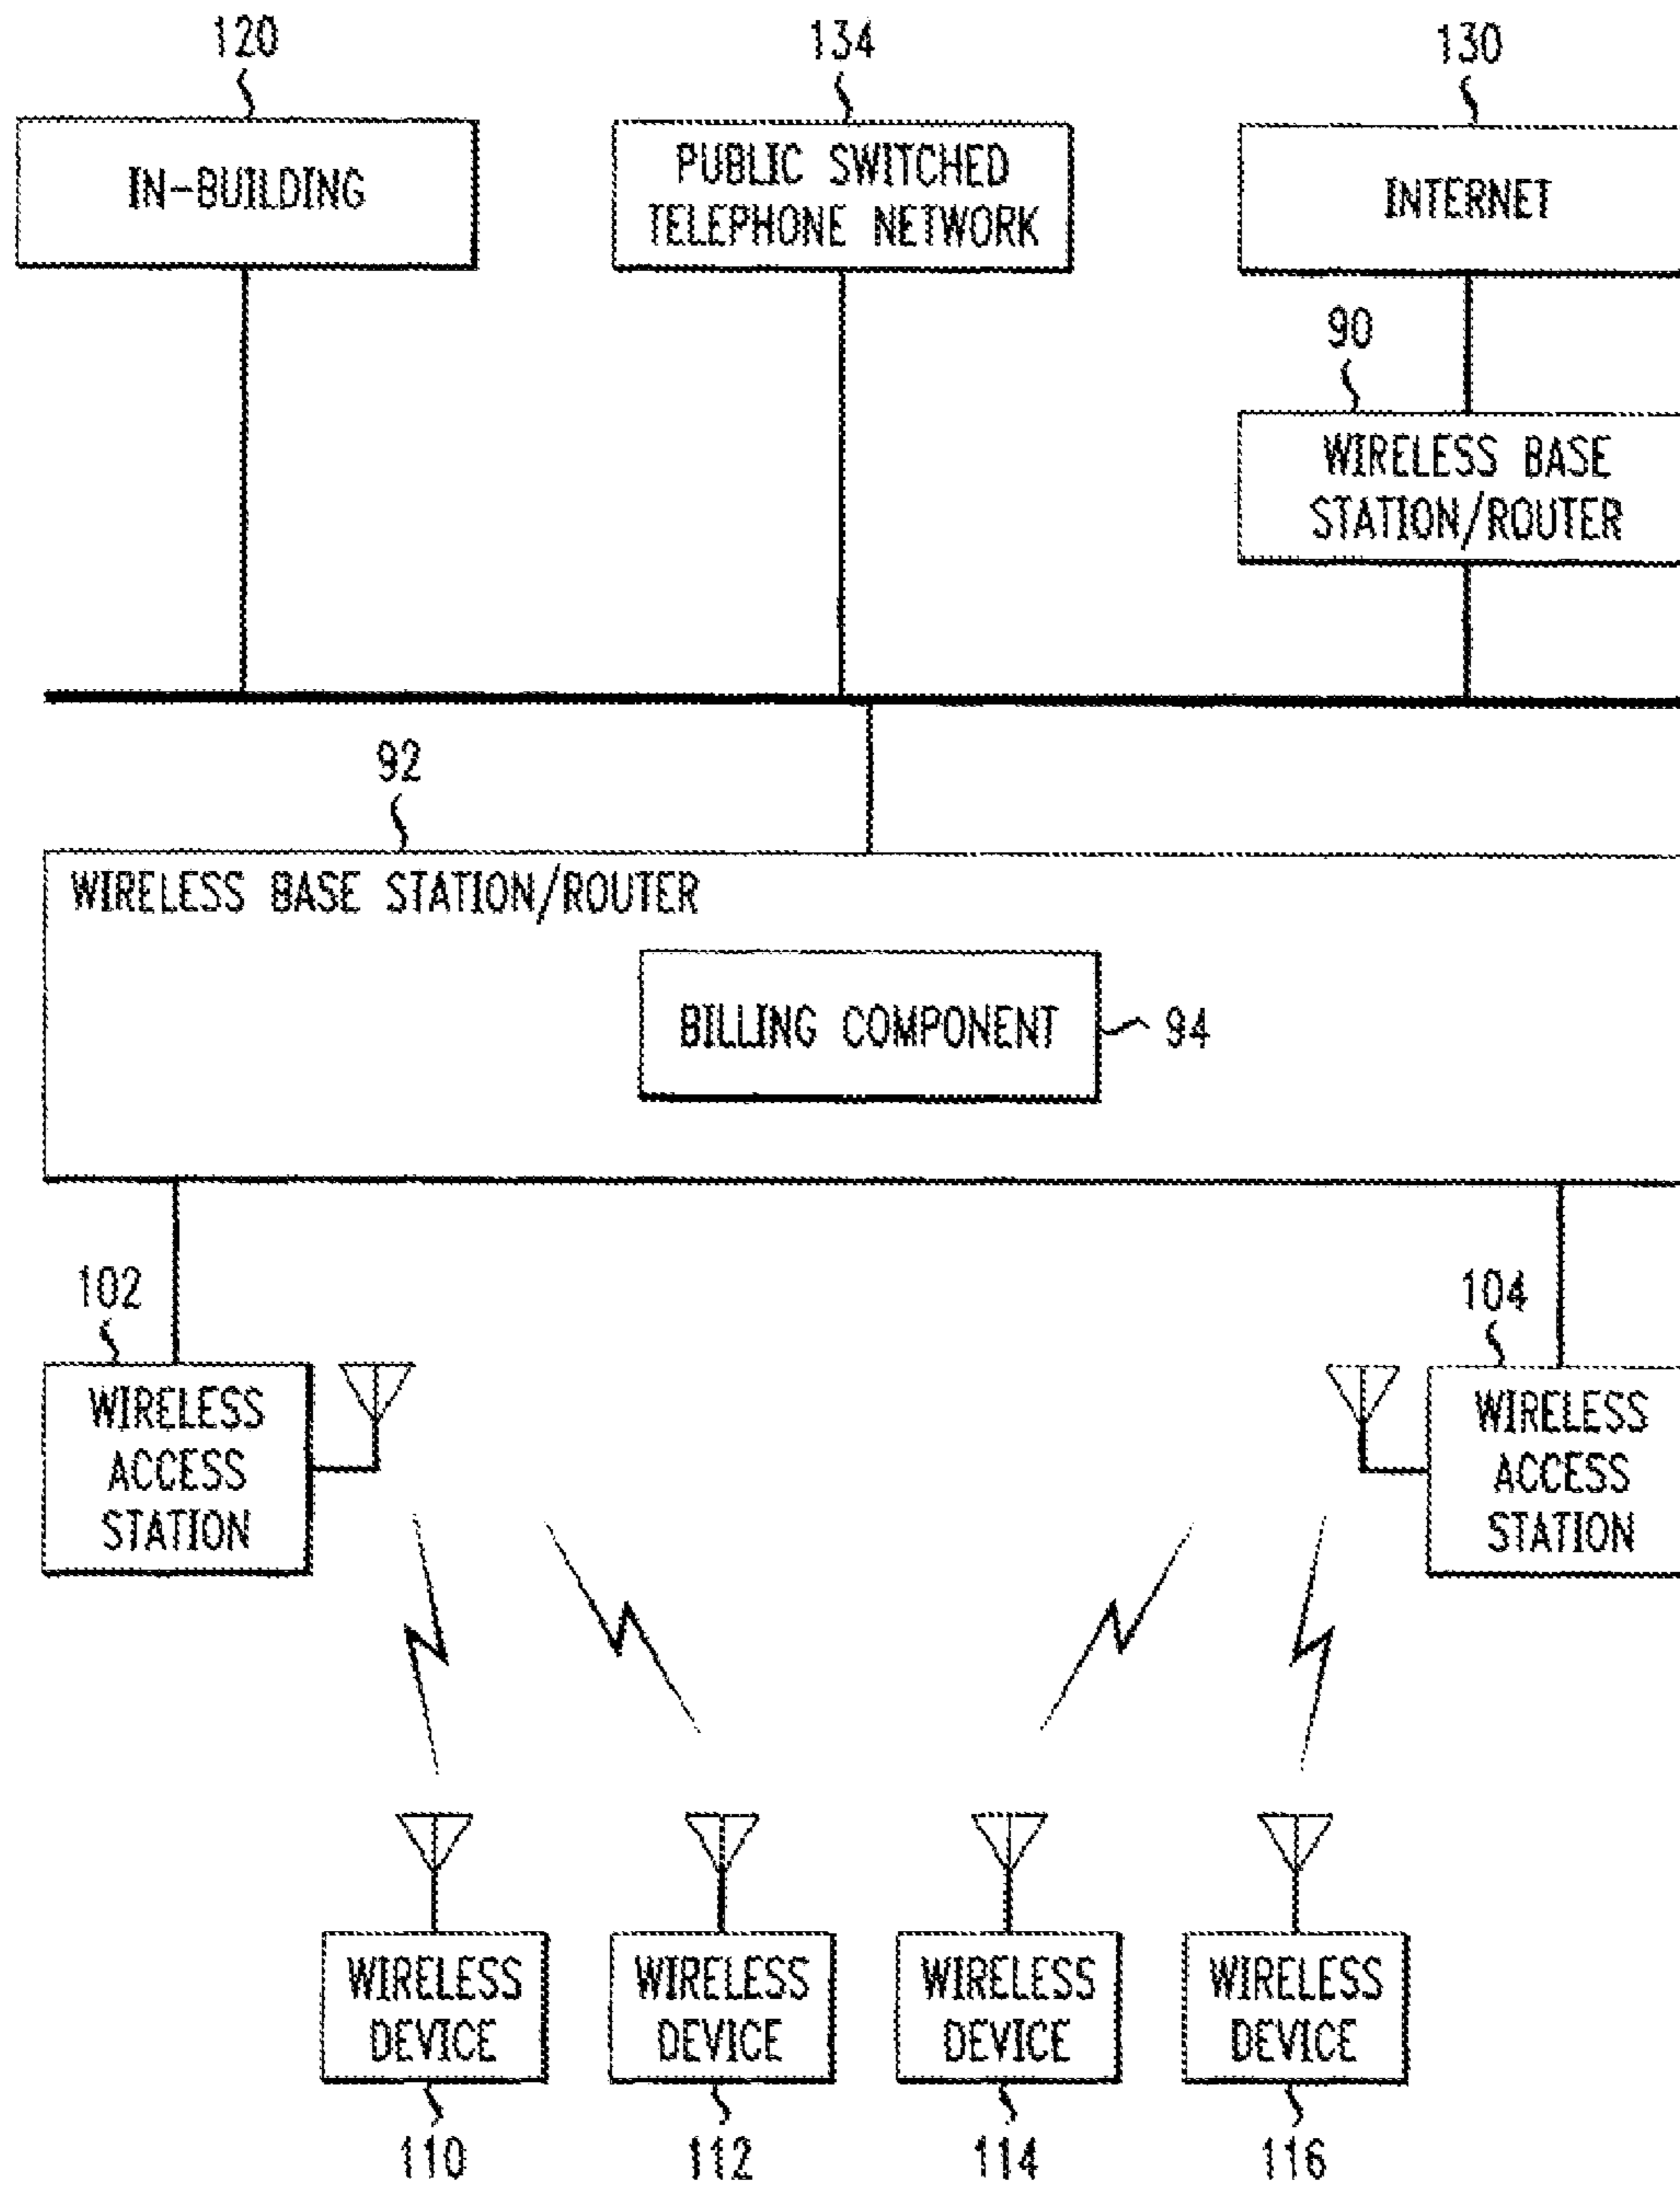 120
134
130
IN-BUILDING
PUBLIC SWITCHED
TELEPHONE NETWORK
INTERNET
90
WIRELESS BASE
STATION/ROUTER
92
WIRELESS BASE STATION/ROUTER
BILLING COMPONENT
94
102
104
WIRELESS
ACCESS
STATION
WIRELESS
ACCESS
STATION
WIRELESS
DEVICE
WIRELESS
DEVICE
WIRELESS
DEVICE
WIRELESS
DEVICE
110
112
114
116